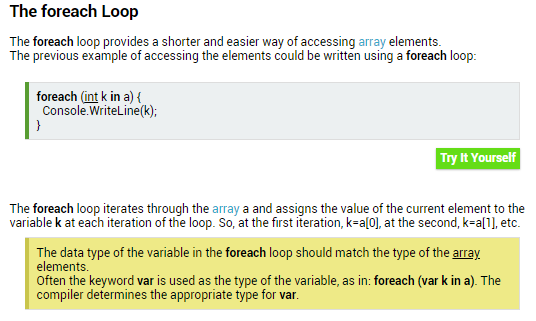 The foreach Loop
The foreach loop provides a shorter and easier way of accessing array elements.
The previous example of accessing the elements could be written using a foreach loop:
foreach (int k in a) {
Console.WriteLine(k);
}
Try It Yourself
The foreach loop iterates through the array a and assigns the value of the current element to the
variable k at each iteration of the loop. So, at the first iteration, k=a[0], at the second, k=a[1], etc.
The data type of the variable in the foreach loop should match the type of the array
elements.
Often the keyword var is used as the type of the variable, as in: foreach (var k in a). The
compiler determines the appropriate type for var.